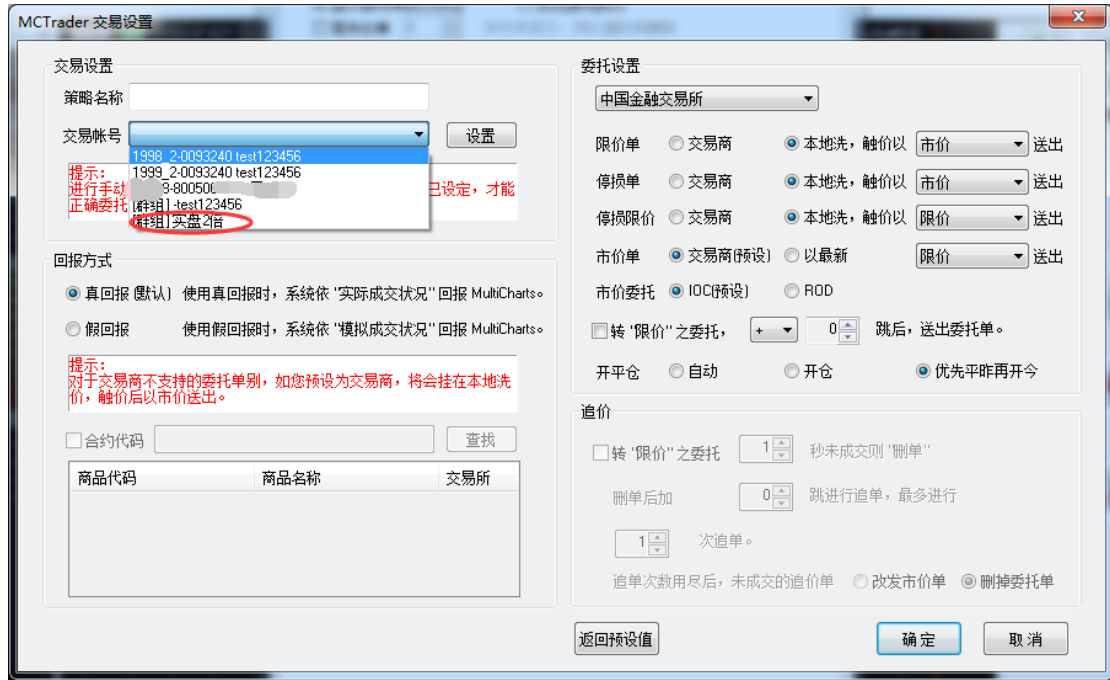 MCTrader 交易设置
交易设置
策略名称
交易帐号
设置
1998_2-0093240 test123456
1999_2-0093240 test123456
8-80050
[群组] -test123456
[群组] 实盘2倍
提示：
进行手动
已设定，才能
正确委托
回报方式
真回报 (默认) 使用真回报时，系统依 "实际成交状况" 回报 MultiCharts。
假回报 使用假回报时，系统依 "模拟成交状况" 回报 MultiCharts。
提示：
对于交易商不支持的委托单别，如您预设为交易商，将会挂在本地洗
价，触价后以市价送出。
合约代码
查找
商品代码 商品名称 交易所
委托设置
中国金融交易所
限价单 交易商 本地洗，触价以 市价 送出
停损单 交易商 本地洗，触价以 市价 送出
停损限价 交易商 本地洗，触价以 限价 送出
市价单 交易商(预设) 以最新 限价 送出
市价委托 IOC(预设) ROD
转 "限价" 之委托， + 0 跳后，送出委托单。
开平仓 自动 开仓 优先平昨再开今
追价
转 "限价" 之委托 1 秒未成交则 "删单"
删单后加 0 跳进行追单，最多进行
1 次追单。
追单次数用尽后，未成交的追价单 改发市价单 删掉委托单
返回预设值 确定 取消